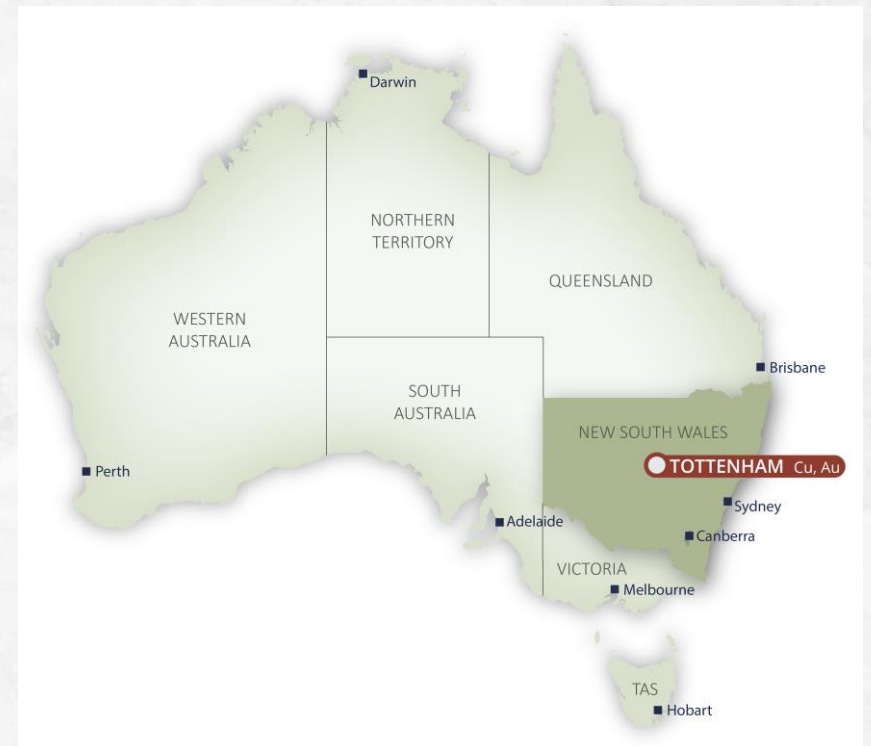 Darwin
NORTHERN
TERRITORY
QUEENSLAND
WESTERN
AUSTRALIA
Brisbane
SOUTH
AUSTRALIA
NEW SOUTH WALES
TOTTENHAM Cu, Au
Perth
Sydney
Adelaide
Canberra
VICTORIA
Melbourne
TAS
Hobart